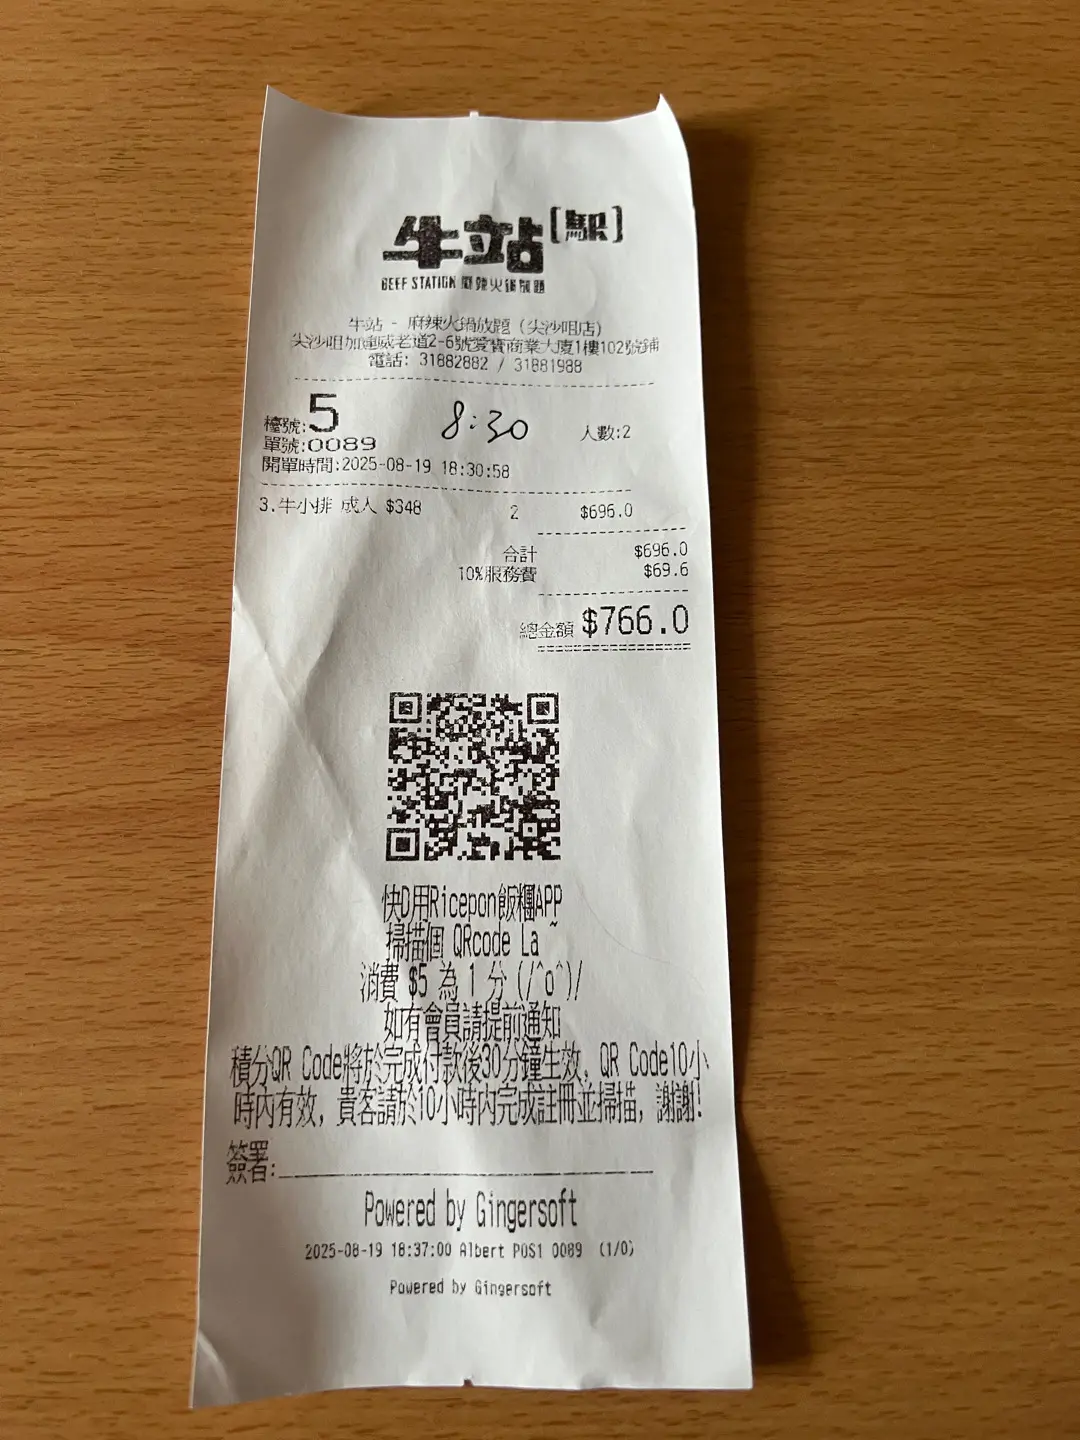 牛站[駅]
BEEF STATION 麻辣火鍋放題
牛站 - 麻辣火鍋放題 (尖沙咀店)
尖沙咀加連威老道2-6號愛賓商業大廈1樓102號鋪
電話: 31882882 / 31881988
檯號:5 8:30 人數:2
單號:0089
開單時間:2025-08-19 18:30:58
3.牛小排 成人 $348 2 $696.0
合計 $696.0
10%服務費 $69.6
總金額 $766.0
快D用Ricepon飯糰APP
掃描個 QRcode La ~
消費 $5 為 1 分 (/^o^)/
如有會員請提前通知
積分QR Code將於完成付款後30分鐘生效, QR Code10小
時內有效, 貴客請於10小時內完成註冊並掃描, 謝謝!
簽署:
Powered by Gingersoft
2025-08-19 18:37:00 Albert POS1 0089 (1/0)
Powered by Gingersoft